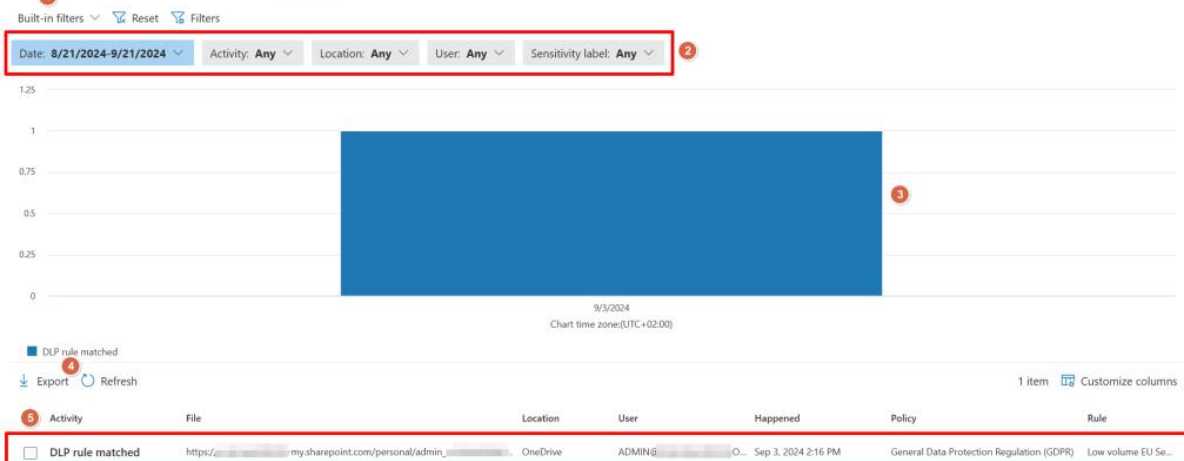 Built-in filters Reset Filters
Date: 8/21/2024-9/21/2024 Activity: Any Location: Any User: Any Sensitivity label: Any 2
1.25
1
0.75
3
0.5
0.25
0
9/3/2024
Chart time zone:(UTC+02:00)
DLP rule matched
4
Export Refresh 1 item Customize columns
5 Activity File Location User Happened Policy Rule
DLP rule matched https:/ -my.sharepoint.com/personal/admin_ . OneDrive ADMIN@ O... Sep 3, 2024 2:16 PM General Data Protection Regulation (GDPR) Low volume EU Se...